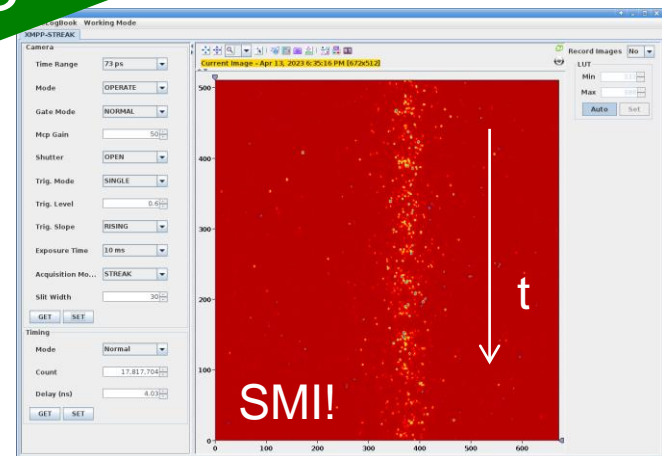 LogBook Working Mode
XMPP-STREAK
Camera
Time Range 73 ps
Mode OPERATE
Gate Mode NORMAL
Mcp Gain 50
Shutter OPEN
Trig. Mode SINGLE
Trig. Level 0.6
Trig. Slope RISING
Exposure Time 10 ms
Acquisition Mo... STREAK
Slit Width 30
GET SET
Timing
Mode Normal
Count 17,817,704
Delay (ns) 4.03
GET SET
Current Image - Apr 13, 2023 6:35:16 PM [672x512]
500
400
300
200
100
0
0 100 200 300 400 500 600
t
SMI!
Record Images No
LUT
Min
Max
Auto Set